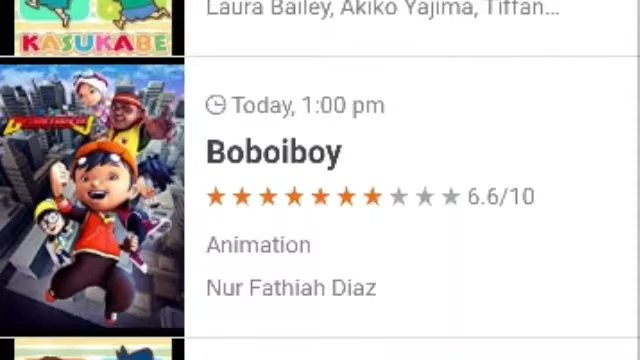 Laura Bailey, Akiko Yajima, Tiffan...
KASUKABE
Today, 1:00 pm
Boboiboy
6.6/10
Animation
Nur Fathiah Diaz